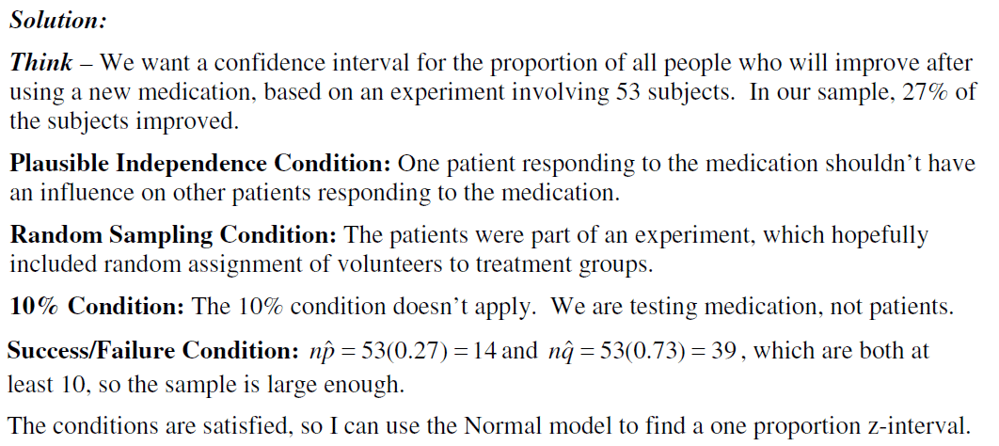 Solution:
Think – We want a confidence interval for the proportion of all people who will improve after
using a new medication, based on an experiment involving 53 subjects.  In our sample, 27% of
the subjects improved.
Plausible Independence Condition: One patient responding to the medication shouldn’t have
an influence on other patients responding to the medication.
Random Sampling Condition: The patients were part of an experiment, which hopefully
included random assignment of volunteers to treatment groups.
10% Condition: The 10% condition doesn’t apply.  We are testing medication, not patients.
Success/Failure Condition: np̂ = 53(0.27) = 14 and nq̂ = 53(0.73) = 39, which are both at
least 10, so the sample is large enough.
The conditions are satisfied, so I can use the Normal model to find a one proportion z-interval.